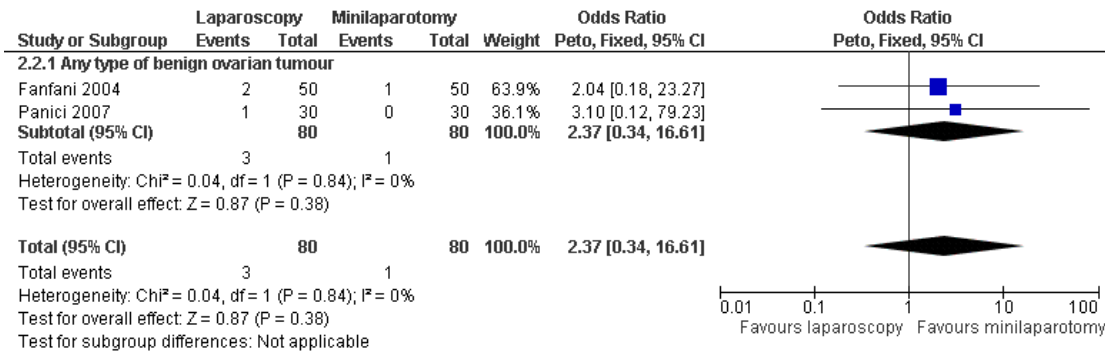 Laparoscopy Minilaparotomy Odds Ratio Odds Ratio
Study or Subgroup Events Total Events Total Weight Peto, Fixed, 95% CI Peto, Fixed, 95% CI
2.2.1 Any type of benign ovarian tumour
Fanfani 2004 2 50 1 50 63.9% 2.04 [0.18, 23.27]
Panici 2007 1 30 0 30 36.1% 3.10 [0.12, 79.23]
Subtotal (95% CI) 80 80 100.0% 2.37 [0.34, 16.61]
Total events 3 1
Heterogeneity: Chi² = 0.04, df = 1 (P = 0.84); I² = 0%
Test for overall effect: Z = 0.87 (P = 0.38)
Total (95% CI) 80 80 100.0% 2.37 [0.34, 16.61]
Total events 3 1
Heterogeneity: Chi² = 0.04, df = 1 (P = 0.84); I² = 0%
Test for overall effect: Z = 0.87 (P = 0.38)
Test for subgroup differences: Not applicable
0.01 0.1 1 10 100
Favours laparoscopy Favours minilaparotomy